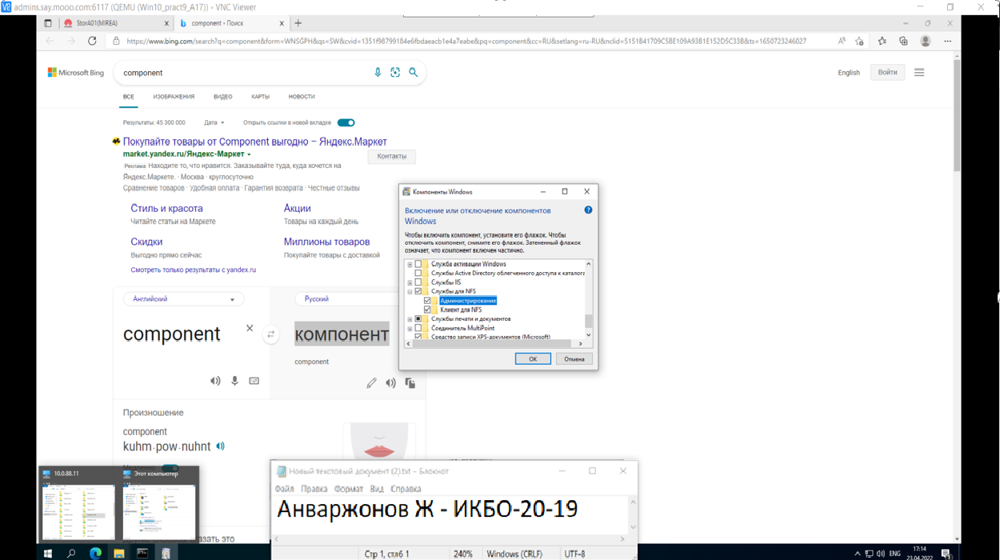 admins.say.mooo.com:6117 (QEMU (Win10_pract9_A17)) - VNC Viewer
StorA01(MIREA)
component - Поиск
https://www.bing.com/search?q=component&form=WNSGPH&qs=SW&cvid=1351f98799184e6fbdaeacb1e4a7eabe&pq=component&cc=RU&setlang=ru-RU&nclid=5151B41709C5BE109A93B1E152D5C33B&ts=1650723246027
Microsoft Bing
component
English
Войти
ВСЕ ИЗОБРАЖЕНИЯ ВИДЕО КАРТЫ НОВОСТИ
Результаты: 45 300 000 Дата Открыть ссылки в новой вкладке
Покупайте товары от Component выгодно – Яндекс.Маркет
market.yandex.ru/Яндекс-Маркет
Контакты
Реклама Находите то, что нравится. Заказывайте туда, куда хочется на
Яндекс.Маркете. · Москва · круглосуточно
Сравнение товаров · Удобная оплата · Гарантия возврата · Честные отзывы
Стиль и красота
Читайте статьи на Маркете
Акции
Товары на каждый день
Скидки
Выгодно прямо сейчас
Миллионы товаров
Покупайте товары с доставкой
Смотреть только результаты с yandex.ru
Английский
Русский
component
компонент
component
Произношение
component
kuhm·pow·nuhnt
Компоненты Windows
Включение или отключение компонентов
Windows
Чтобы включить компонент, установите его флажок. Чтобы
отключить компонент, снимите его флажок. Затененный флажок
означает, что компонент включен частично.
Служба активации Windows
Службы Active Directory облегченного доступа к каталога
Службы IIS
Службы для NFS
Администрирование
Клиент для NFS
Службы печати и документов
Соединитель MultiPoint
Средство записи XPS-документов (Microsoft)
OK
Отмена
10.0.88.11
Этот компьютер
Новый текстовый документ (2).txt – Блокнот
Файл Правка Формат Вид Справка
Анваржонов Ж - ИКБО-20-19
Стр 1, стлб 1 240% Windows (CRLF) UTF-8
ENG
17:14
23.04.2022